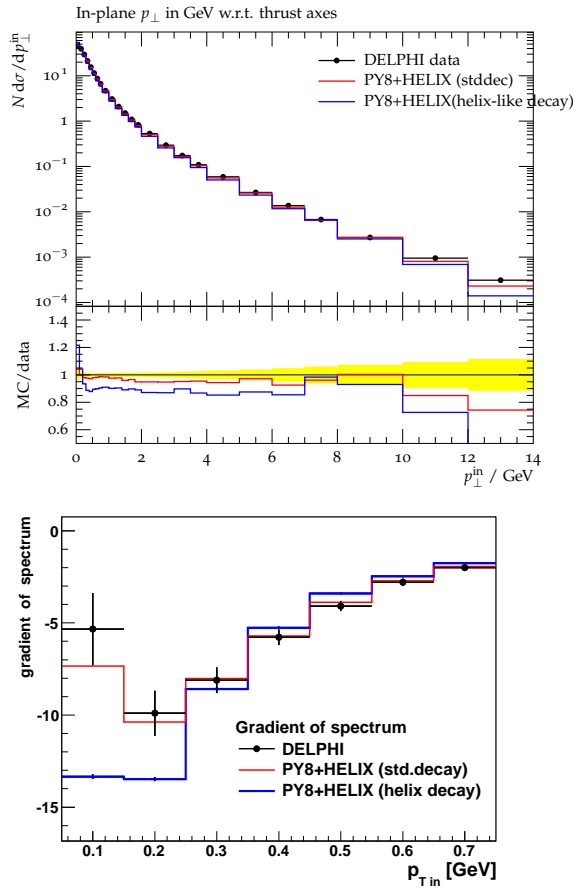 In-plane p⊥ in GeV w.r.t. thrust axes
N dσ/dp⊥^in
DELPHI data
PY8+HELIX (stddec)
PY8+HELIX(helix-like decay)
10^1
1
10^−1
10^−2
10^−3
10^−4
MC/data
1.4
1.2
1.0
0.8
0.6
0 2 4 6 8 10 12 14
p⊥^in / GeV
gradient of spectrum
0
-5
-10
-15
Gradient of spectrum
DELPHI
PY8+HELIX (std.decay)
PY8+HELIX (helix decay)
0.1 0.2 0.3 0.4 0.5 0.6 0.7
p_T in [GeV]